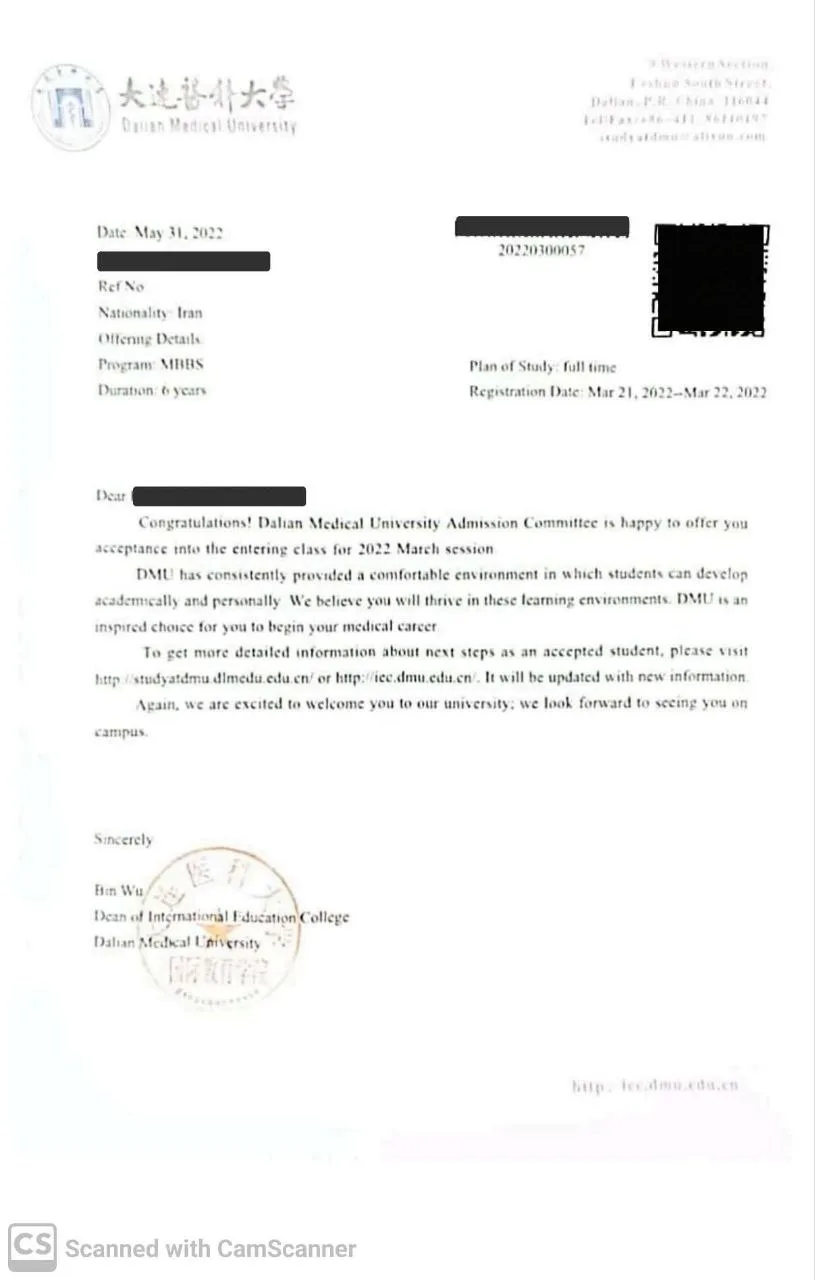 大连医科大学
Dalian Medical University
9 Western Section,
Lvshun South Street,
Dalian, P.R. China 116044
Tel/Fax:+86-411-86110197
studyatdmu@aliyun.com
Date: May 31, 2022
20220300057
Ref No
Nationality: Iran
Offering Details
Program: MBBS
Plan of Study: full time
Duration: 6 years
Registration Date: Mar 21, 2022--Mar 22, 2022
Dear
Congratulations! Dalian Medical University Admission Committee is happy to offer you
acceptance into the entering class for 2022 March session
DMU has consistently provided a comfortable environment in which students can develop
academically and personally We believe you will thrive in these learning environments. DMU is an
inspired choice for you to begin your medical career
To get more detailed information about next steps as an accepted student, please visit
http://studyatdmu.dlmedu.edu.cn/ or http://iec.dmu.edu.cn/. It will be updated with new information.
Again, we are excited to welcome you to our university; we look forward to seeing you on
campus.
Sincerely
Bin Wu
Dean of International Education College
Dalian Medical University
大连医科大学
国际教育学院
http: iec.dmu.edu.cn
CS Scanned with CamScanner